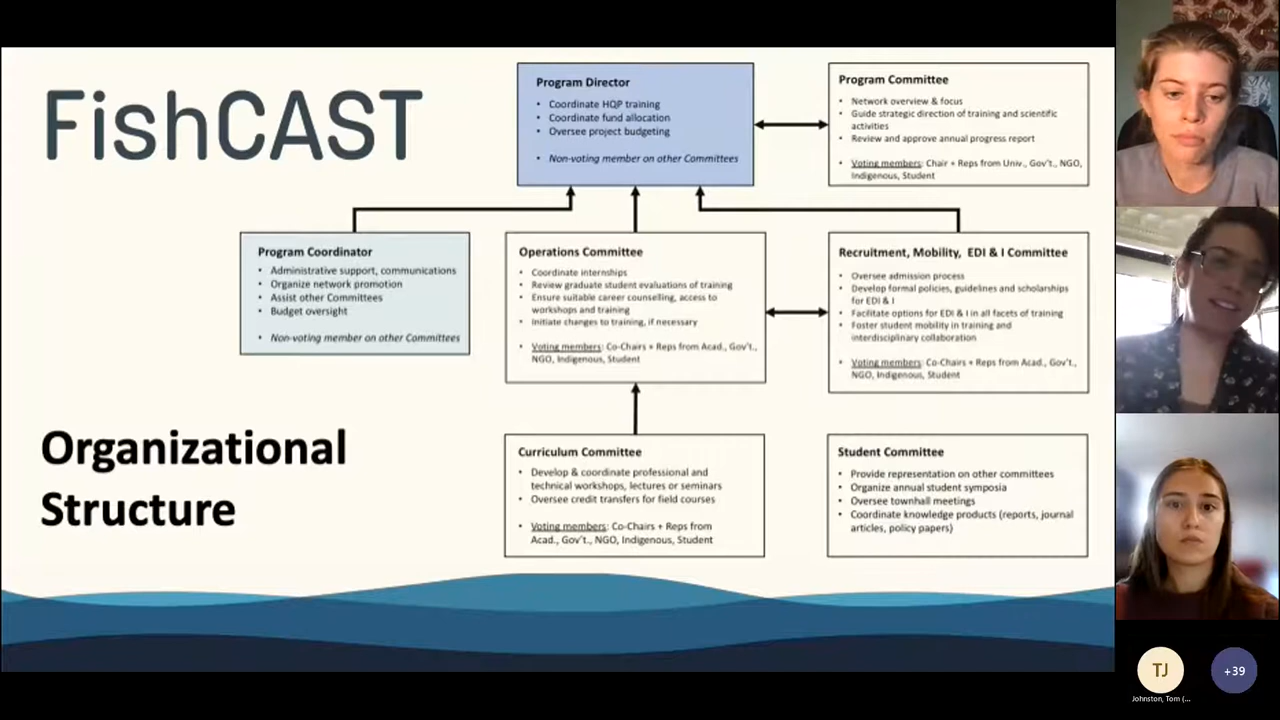 FishCAST
Program Director
• Coordinate HQP training
• Coordinate fund allocation
• Oversee project budgeting
• Non-voting member on other Committees
Program Committee
• Network overview & focus
• Guide strategic direction of training and scientific
activities
• Review and approve annual progress report
• Voting members: Chair + Reps from Univ., Gov't., NGO,
Indigenous, Student
Program Coordinator
• Administrative support, communications
• Organize network promotion
• Assist other Committees
• Budget oversight
• Non-voting member on other Committees
Operations Committee
• Coordinate internships
• Review graduate student evaluations of training
• Ensure suitable career counselling, access to
workshops and training
• Initiate changes to training, if necessary
• Voting members: Co-Chairs + Reps from Acad., Gov't.,
NGO, Indigenous, Student
Recruitment, Mobility, EDI & I Committee
• Oversee admission process
• Develop formal policies, guidelines and scholarships
for EDI & I
• Facilitate options for EDI & I in all facets of training
• Foster student mobility in training and
interdisciplinary collaboration
• Voting members: Co-Chairs + Reps from Acad., Gov't.,
NGO, Indigenous, Student
Organizational
Structure
Curriculum Committee
• Develop & coordinate professional and
technical workshops, lectures or seminars
• Oversee credit transfers for field courses
• Voting members: Co-Chairs + Reps from
Acad., Gov't., NGO, Indigenous, Student
Student Committee
• Provide representation on other committees
• Organize annual student symposia
• Oversee townhall meetings
• Coordinate knowledge products (reports, journal
articles, policy papers)
TJ
+39
Johnston, Tom (...